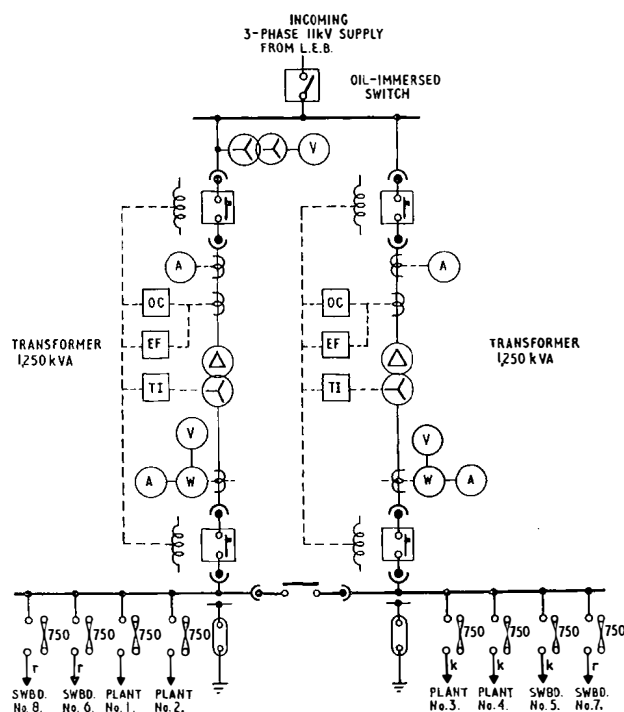 INCOMING
3-PHASE 11kV SUPPLY
FROM L.E.B.
OIL-IMMERSED
SWITCH
V
A
A
OC
OC
EF
EF
TI
TI
TRANSFORMER
1,250 kVA
TRANSFORMER
1,250 kVA
V
V
A
W
W
A
750
750
750
750
750
750
750
750
r
r
k
k
k
r
SWBD.
No. 8.
SWBD.
No. 6.
PLANT
No. 1.
PLANT
No. 2.
PLANT
No. 3.
PLANT
No. 4.
SWBD.
No. 5.
SWBD.
No. 7.